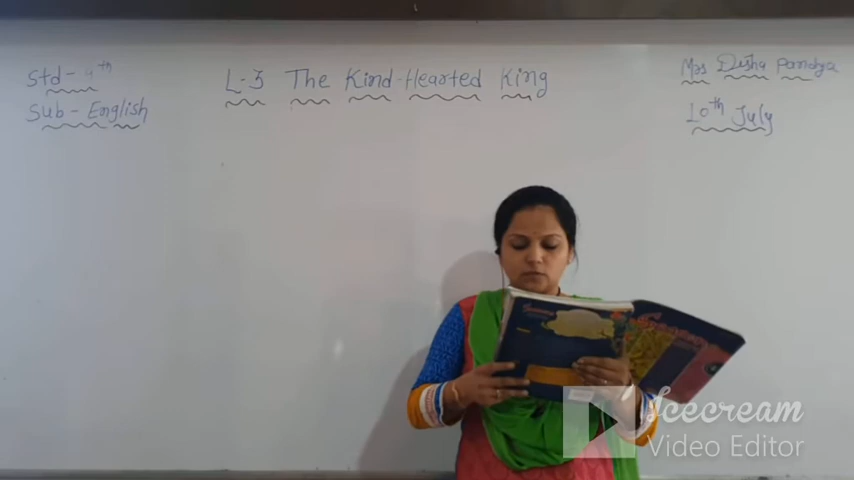 Std - 4th
Sub - English
L-3 The Kind-Hearted King
Mrs Disha Pandya
10th July
Icecream
Video Editor